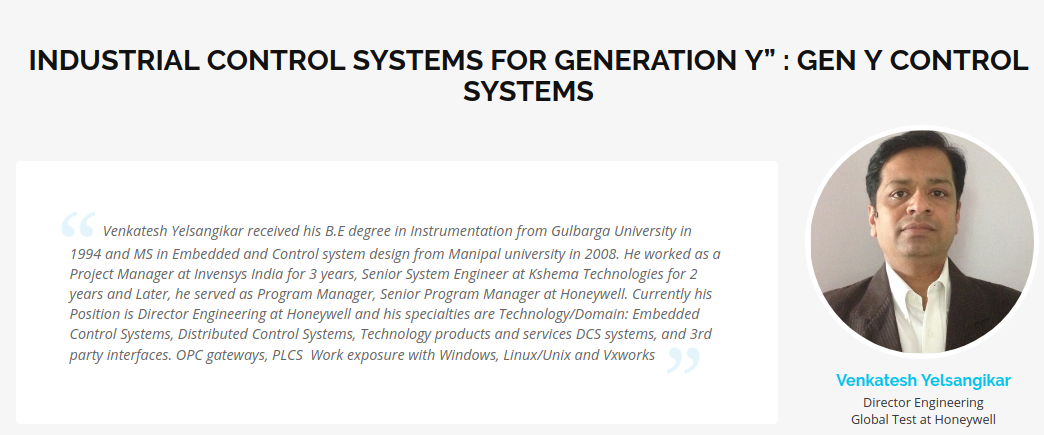 INDUSTRIAL CONTROL SYSTEMS FOR GENERATION Y” : GEN Y CONTROL
SYSTEMS
“ Venkatesh Yelsangikar received his B.E degree in Instrumentation from Gulbarga University in
1994 and MS in Embedded and Control system design from Manipal university in 2008. He worked as a
Project Manager at Invensys India for 3 years, Senior System Engineer at Kshema Technologies for 2
years and Later, he served as Program Manager, Senior Program Manager at Honeywell. Currently his
Position is Director Engineering at Honeywell and his specialties are Technology/Domain: Embedded
Control Systems, Distributed Control Systems, Technology products and services DCS systems, and 3rd
party interfaces. OPC gateways, PLCS  Work exposure with Windows, Linux/Unix and Vxworks ”
Venkatesh Yelsangikar
Director Engineering
Global Test at Honeywell